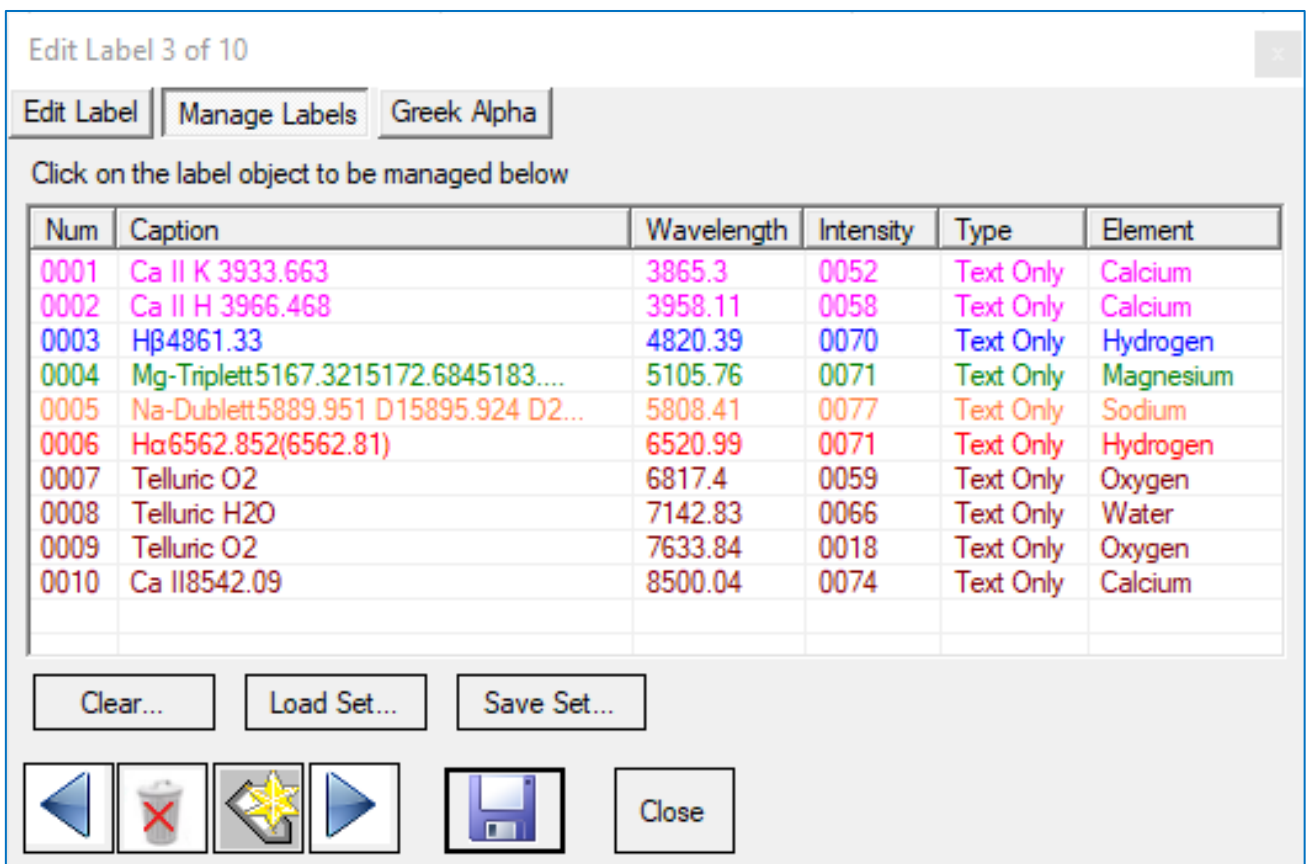 Edit Label 3 of 10
x
Edit Label Manage Labels Greek Alpha
Click on the label object to be managed below
Num Caption Wavelength Intensity Type Element
0001 Ca II K 3933.663 3865.3 0052 Text Only Calcium
0002 Ca II H 3966.468 3958.11 0058 Text Only Calcium
0003 Hβ4861.33 4820.39 0070 Text Only Hydrogen
0004 Mg-Triplett5167.3215172.6845183.... 5105.76 0071 Text Only Magnesium
0005 Na-Dublett5889.951 D15895.924 D2... 5808.41 0077 Text Only Sodium
0006 Hα6562.852(6562.81) 6520.99 0071 Text Only Hydrogen
0007 Telluric O2 6817.4 0059 Text Only Oxygen
0008 Telluric H2O 7142.83 0066 Text Only Water
0009 Telluric O2 7633.84 0018 Text Only Oxygen
0010 Ca II8542.09 8500.04 0074 Text Only Calcium
Clear... Load Set... Save Set...
Close